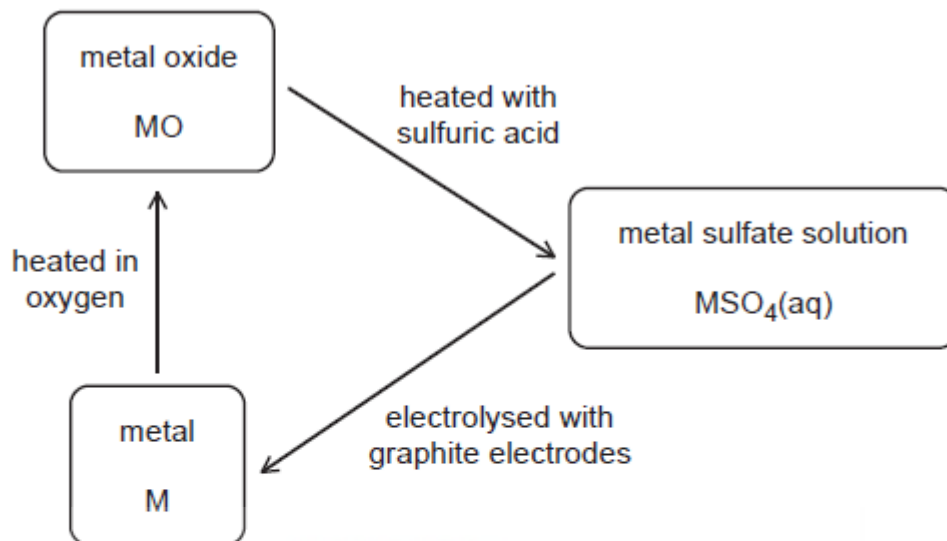 metal oxide
MO
heated with
sulfuric acid
metal sulfate solution
MSO₄(aq)
heated in
oxygen
electrolysed with
graphite electrodes
metal
M